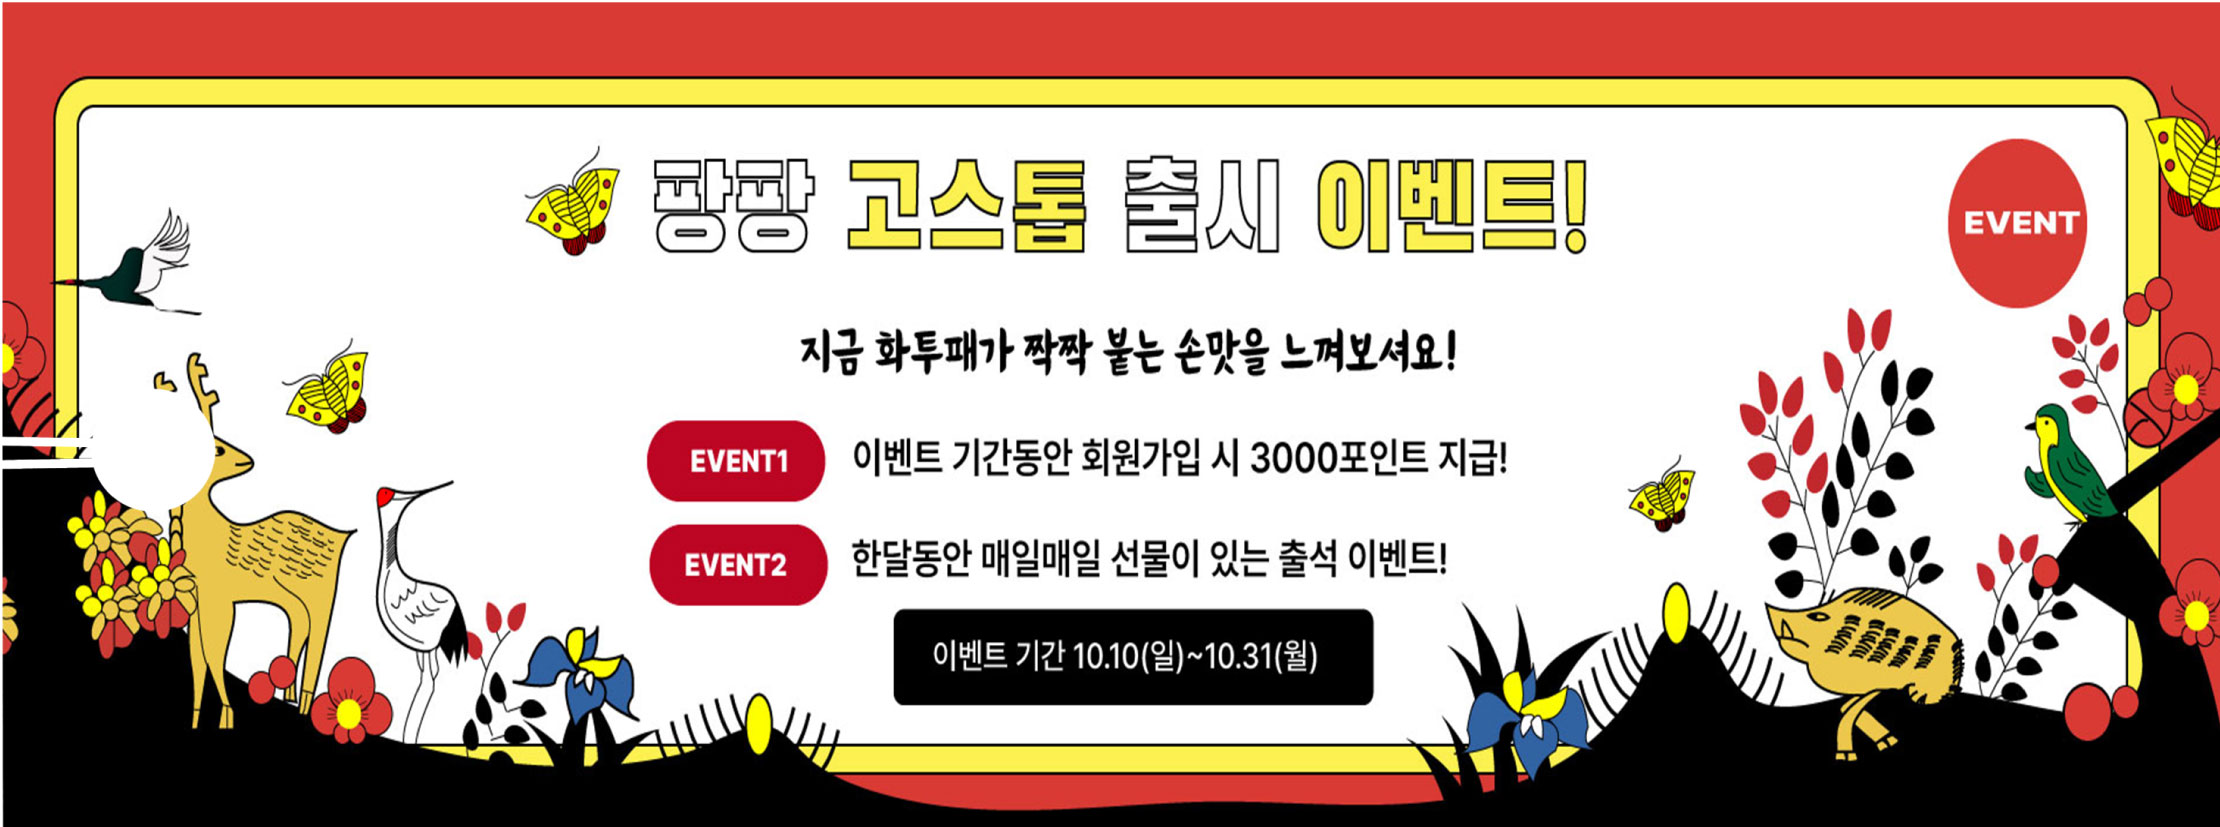 팡팡 고스톱 출시 이벤트!
EVENT
지금 화투패가 짝짝 붙는 손맛을 느껴보셔요!
EVENT1 이벤트 기간동안 회원가입 시 3000포인트 지급!
EVENT2 한달동안 매일매일 선물이 있는 출석 이벤트!
이벤트 기간 10.10(일)~10.31(월)